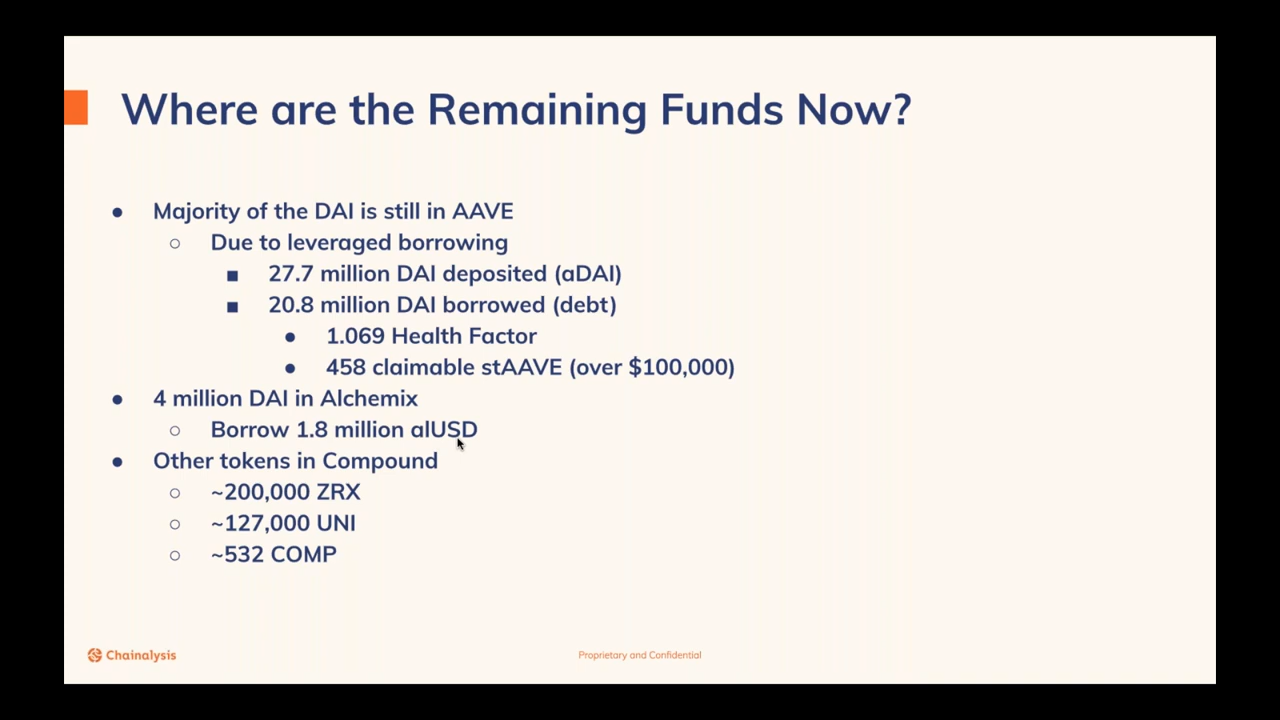 Where are the Remaining Funds Now?
● Majority of the DAI is still in AAVE
○ Due to leveraged borrowing
■ 27.7 million DAI deposited (aDAI)
■ 20.8 million DAI borrowed (debt)
● 1.069 Health Factor
● 458 claimable stAAVE (over $100,000)
● 4 million DAI in Alchemix
○ Borrow 1.8 million alUSD
● Other tokens in Compound
○ ~200,000 ZRX
○ ~127,000 UNI
○ ~532 COMP
Chainalysis
Proprietary and Confidential